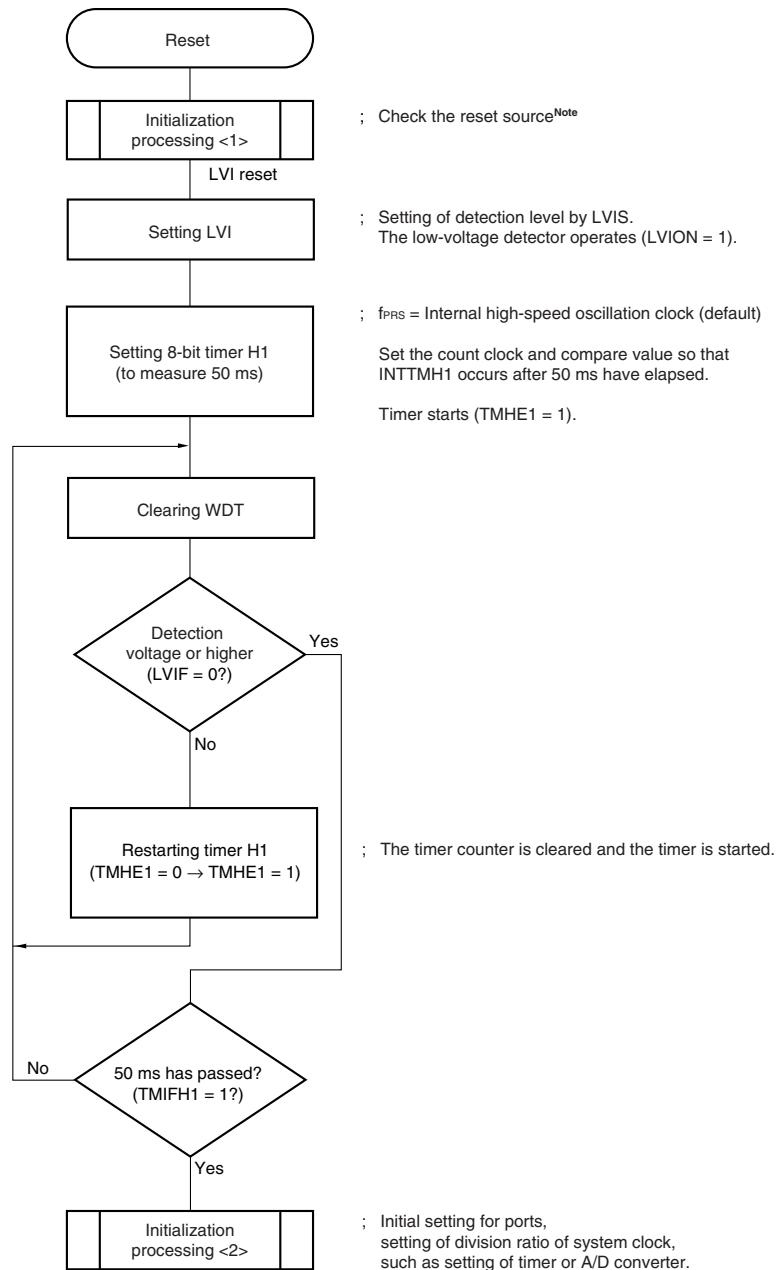 Reset
Initialization
processing <1>
; Check the reset sourceNote
LVI reset
Setting LVI
; Setting of detection level by LVIS.
The low-voltage detector operates (LVION = 1).
Setting 8-bit timer H1
(to measure 50 ms)
; fPRS = Internal high-speed oscillation clock (default)
Set the count clock and compare value so that
INTTMH1 occurs after 50 ms have elapsed.
Timer starts (TMHE1 = 1).
Clearing WDT
Detection
voltage or higher
(LVIF = 0?)
Yes
No
Restarting timer H1
(TMHE1 = 0 → TMHE1 = 1)
; The timer counter is cleared and the timer is started.
No
50 ms has passed?
(TMIFH1 = 1?)
Yes
Initialization
processing <2>
; Initial setting for ports,
setting of division ratio of system clock,
such as setting of timer or A/D converter.